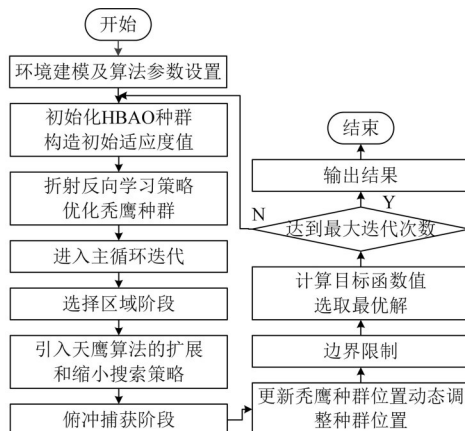 开始
环境建模及算法参数设置
初始化HBAO种群
构造初始适应度值
折射反向学习策略
优化秃鹰种群
进入主循环迭代
选择区域阶段
引入天鹰算法的扩展
和缩小搜索策略
俯冲捕获阶段
更新秃鹰种群位置动态调
整种群位置
边界限制
计算目标函数值
选取最优解
达到最大迭代次数
N
Y
输出结果
结束